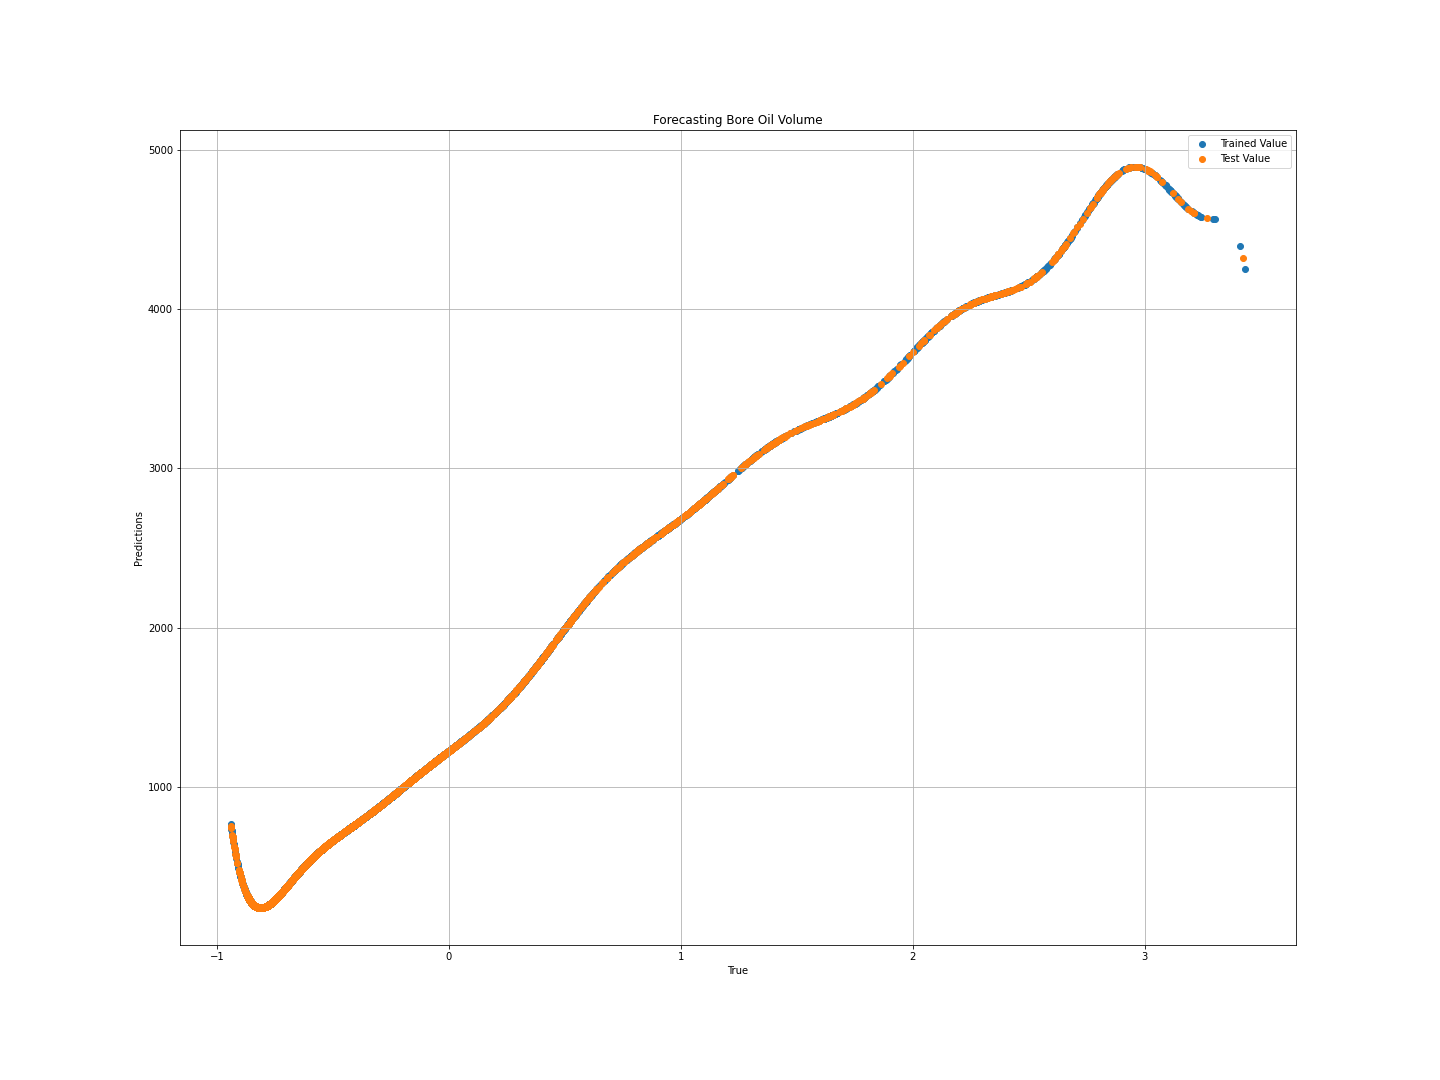 Forecasting Bore Oil Volume
Trained Value
Test Value
5000
4000
3000
2000
1000
Predictions
−1
0
1
2
3
True